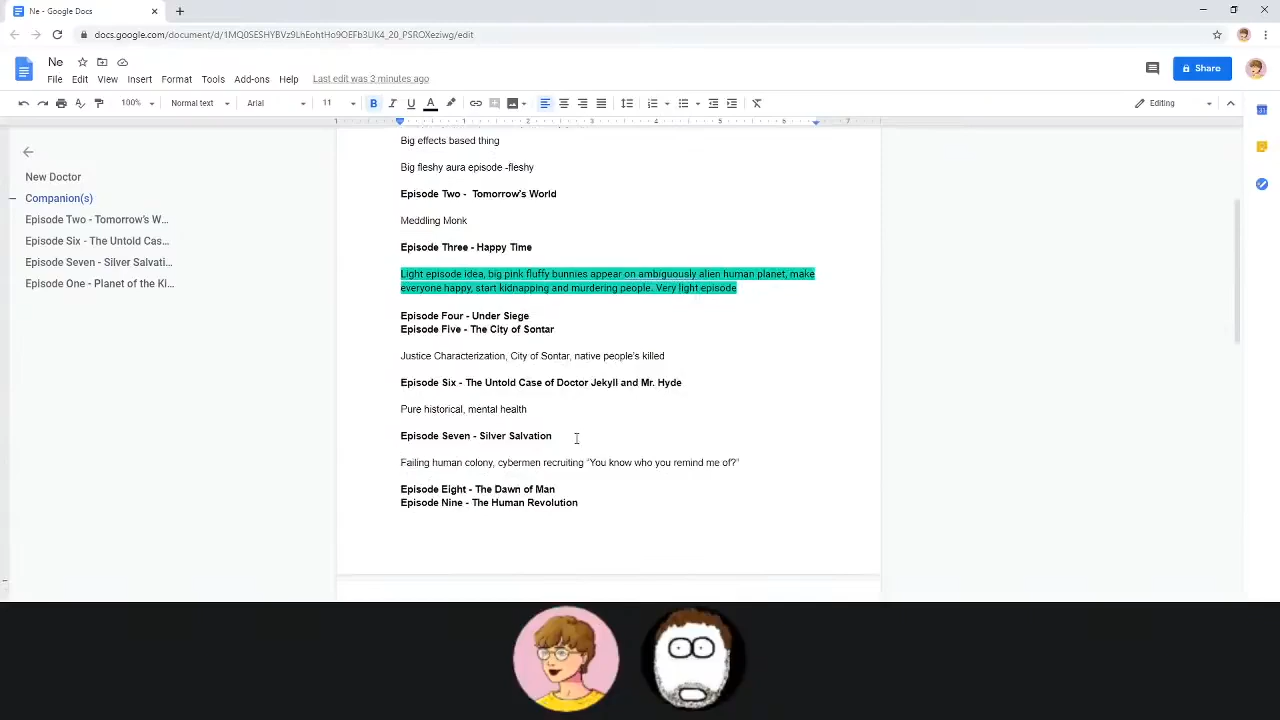 Ne - Google Docs
docs.google.com/document/d/1MQ0SESHYBVz9LhEohtHo9OEFb3UK4_20_PSROXeziwg/edit
Ne
File Edit View Insert Format Tools Add-ons Help Last edit was 3 minutes ago
Share
100% Normal text Arial 11 B I U A Editing
New Doctor
Companion(s)
Episode Two - Tomorrow's W...
Episode Six - The Untold Cas...
Episode Seven - Silver Salvati...
Episode One - Planet of the Ki...
Big effects based thing
Big fleshy aura episode -fleshy
Episode Two - Tomorrow's World
Meddling Monk
Episode Three - Happy Time
Light episode idea, big pink fluffy bunnies appear on ambiguously alien human planet, make
everyone happy, start kidnapping and murdering people. Very light episode
Episode Four - Under Siege
Episode Five - The City of Sontar
Justice Characterization, City of Sontar, native people's killed
Episode Six - The Untold Case of Doctor Jekyll and Mr. Hyde
Pure historical, mental health
Episode Seven - Silver Salvation
Failing human colony, cybermen recruiting "You know who you remind me of?"
Episode Eight - The Dawn of Man
Episode Nine - The Human Revolution